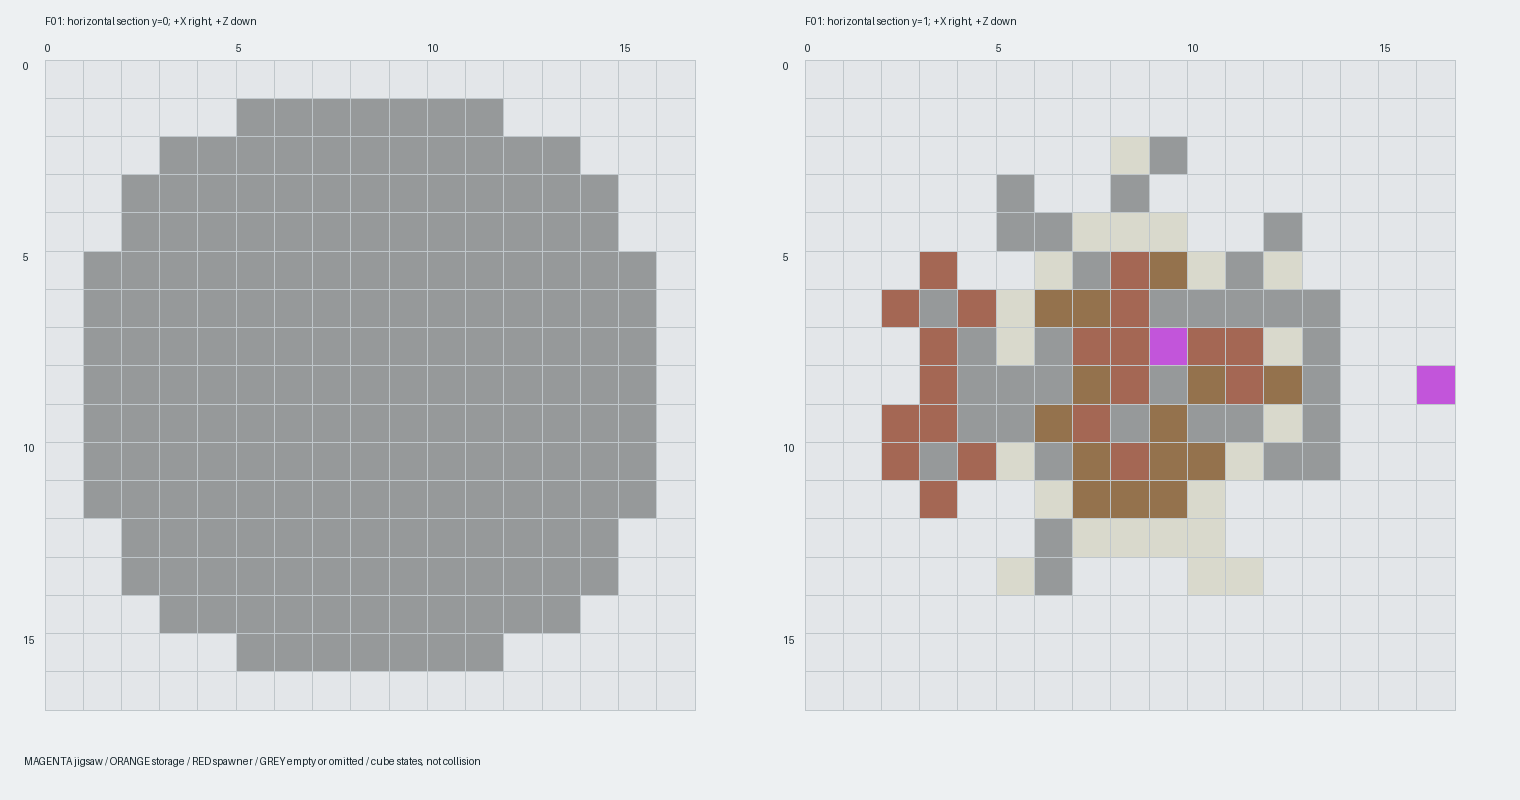 F01: horizontal section y=0; +X right, +Z down
F01: horizontal section y=1; +X right, +Z down
0 5 10 15
0 5 10 15
0
0
5
5
10
10
15
15
MAGENTA jigsaw / ORANGE storage / RED spawner / GREY empty or omitted / cube states, not collision